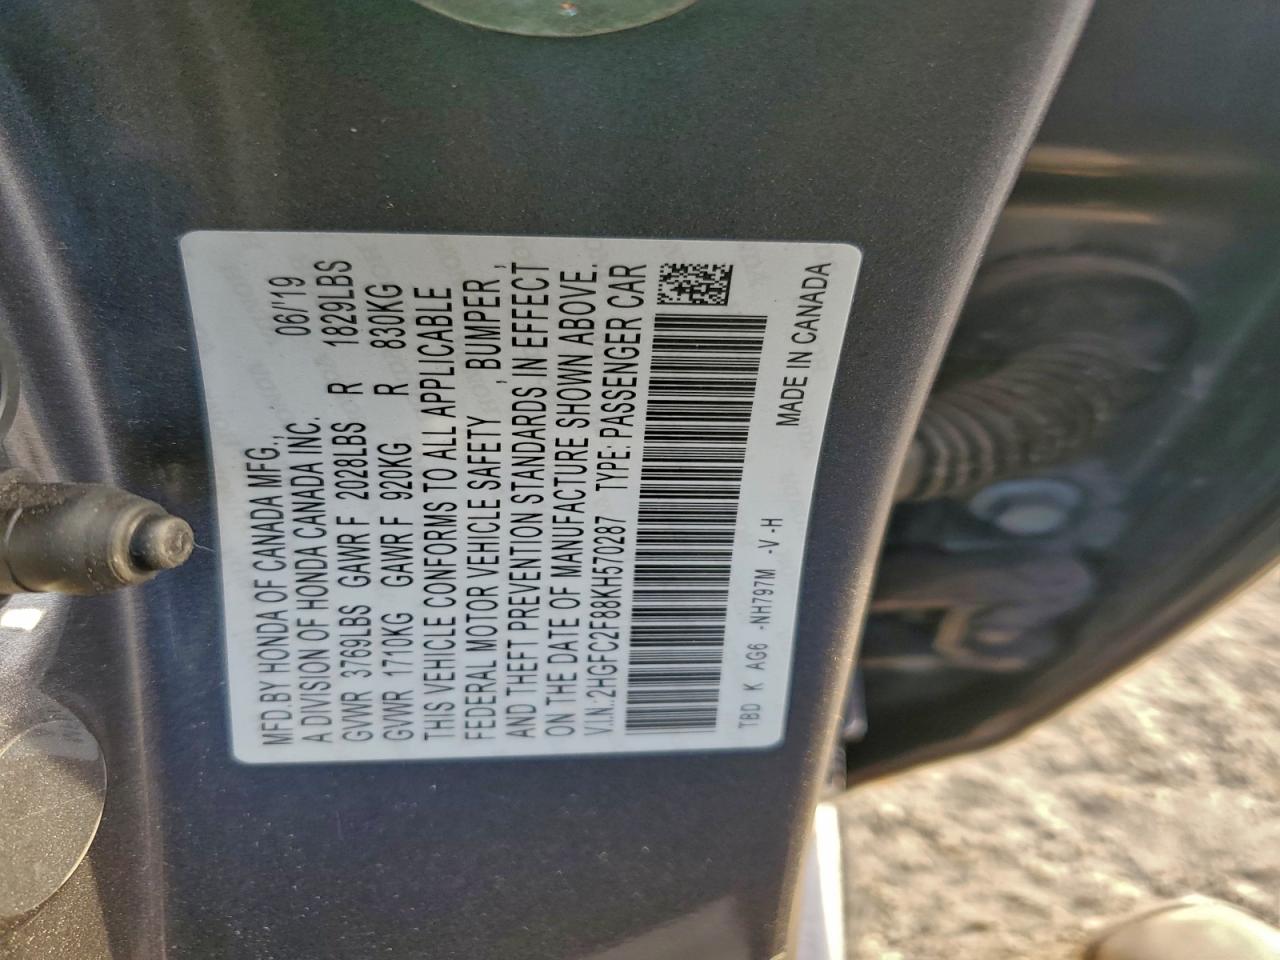 MFD.BY HONDA OF CANADA MFG., 06/19
A DIVISION OF HONDA CANADA INC.
GVWR 3769LBS GAWR F 2028LBS R 1829LBS
GVWR 1710KG GAWR F 920KG R 830KG
THIS VEHICLE CONFORMS TO ALL APPLICABLE
FEDERAL MOTOR VEHICLE SAFETY , BUMPER ,
AND THEFT PREVENTION STANDARDS IN EFFECT
ON THE DATE OF MANUFACTURE SHOWN ABOVE.
V.I.N.:2HGFC2F88KH570287 TYPE: PASSENGER CAR
TBD K AG6 -NH797M -V -H MADE IN CANADA